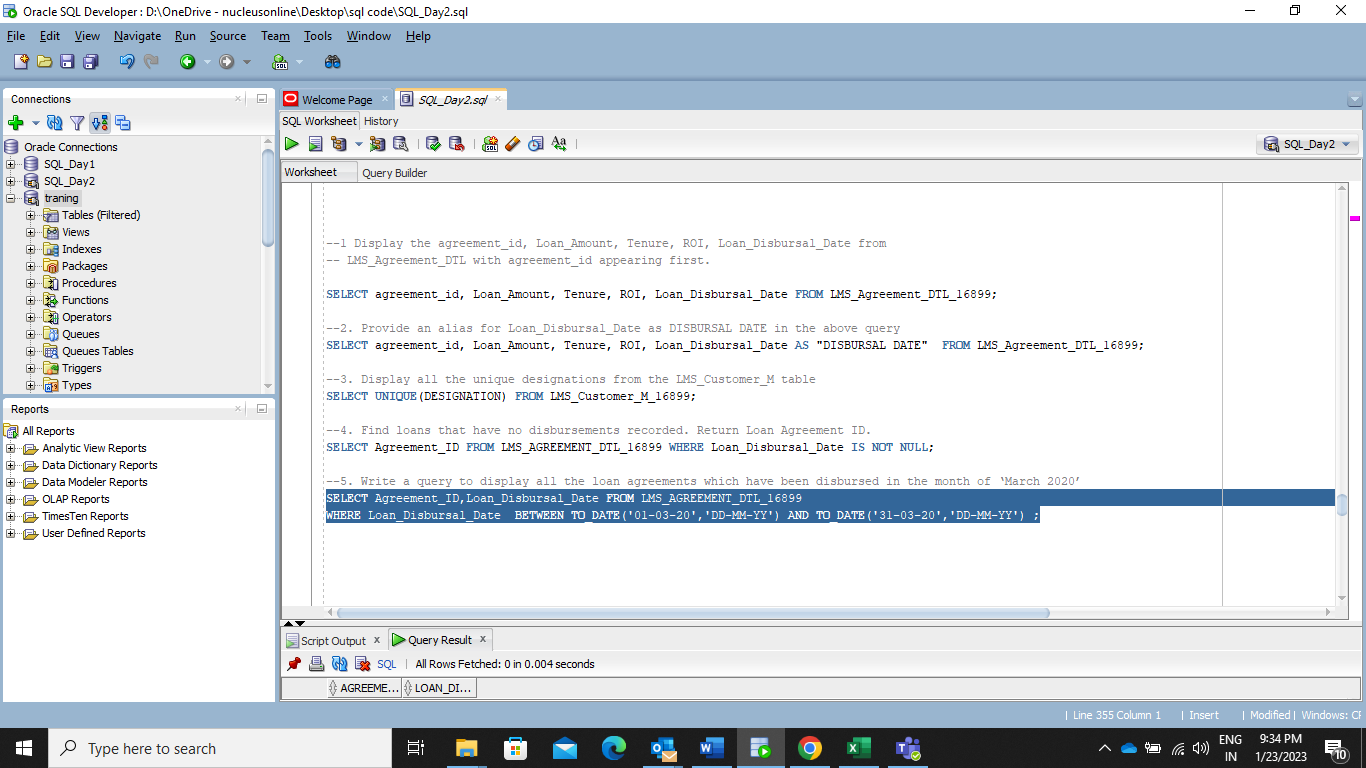 Oracle SQL Developer : D:\OneDrive - nucleusonline\Desktop\sql code\SQL_Day2.sql
File Edit View Navigate Run Source Team Tools Window Help
Connections
Oracle Connections
SQL_Day1
SQL_Day2
traning
Tables (Filtered)
Views
Indexes
Packages
Procedures
Functions
Operators
Queues
Queues Tables
Triggers
Types
Reports
All Reports
Analytic View Reports
Data Dictionary Reports
Data Modeler Reports
OLAP Reports
TimesTen Reports
User Defined Reports
Welcome Page SQL_Day2.sql
SQL Worksheet History
SQL_Day2
Worksheet Query Builder
--1 Display the agreement_id, Loan_Amount, Tenure, ROI, Loan_Disbursal_Date from
-- LMS_Agreement_DTL with agreement_id appearing first.
SELECT agreement_id, Loan_Amount, Tenure, ROI, Loan_Disbursal_Date FROM LMS_Agreement_DTL_16899;
--2. Provide an alias for Loan_Disbursal_Date as DISBURSAL DATE in the above query
SELECT agreement_id, Loan_Amount, Tenure, ROI, Loan_Disbursal_Date AS "DISBURSAL DATE"  FROM LMS_Agreement_DTL_16899;
--3. Display all the unique designations from the LMS_Customer_M table
SELECT UNIQUE(DESIGNATION) FROM LMS_Customer_M_16899;
--4. Find loans that have no disbursements recorded. Return Loan Agreement ID.
SELECT Agreement_ID FROM LMS_AGREEMENT_DTL_16899 WHERE Loan_Disbursal_Date IS NOT NULL;
--5. Write a query to display all the loan agreements which have been disbursed in the month of ‘March 2020’
SELECT Agreement_ID,Loan_Disbursal_Date FROM LMS_AGREEMENT_DTL_16899
WHERE Loan_Disbursal_Date  BETWEEN TO_DATE('01-03-20','DD-MM-YY') AND TO_DATE('31-03-20','DD-MM-YY') ;
Script Output x Query Result x
SQL | All Rows Fetched: 0 in 0.004 seconds
AGREEME... LOAN_DI...
| Line 355 Column 1 | Insert | Modified | Windows: CF
Type here to search
ENG
IN
9:34 PM
1/23/2023
10